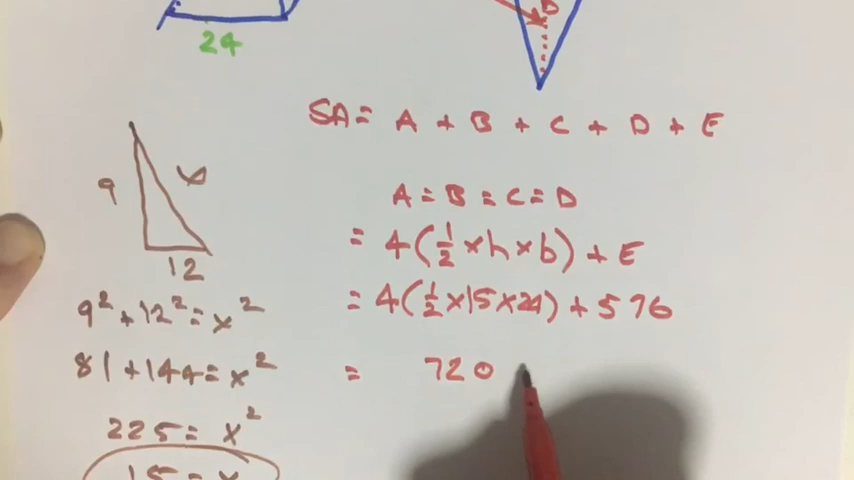 24
D
SA = A + B + C + D + E
A = B = C = D
= 4(1/2 × h × b) + E
= 4(1/2 × 15 × 24) + 576
= 720
9
x
12
9² + 12² = x²
81 + 144 = x²
225 = x²
15 = x